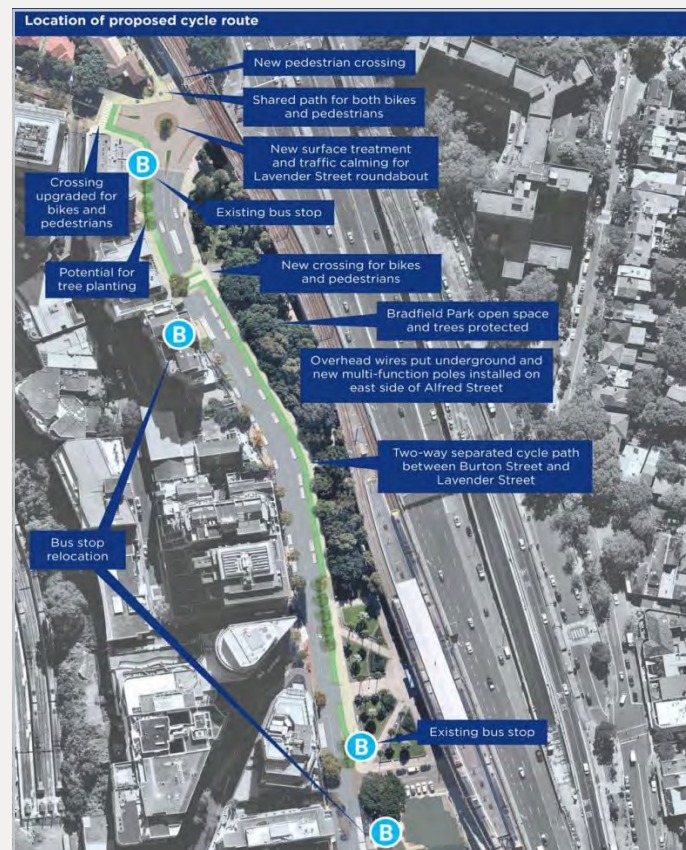 Location of proposed cycle route
New pedestrian crossing
Shared path for both bikes
and pedestrians
New surface treatment
and traffic calming for
Lavender Street roundabout
B
Crossing
upgraded for
bikes and
pedestrians
Existing bus stop
Potential for
tree planting
New crossing for bikes
and pedestrians
Bradfield Park open space
and trees protected
B
Overhead wires put underground and
new multi-function poles installed on
east side of Alfred Street
Two-way separated cycle path
between Burton Street and
Lavender Street
Bus stop
relocation
Existing bus stop
B
B